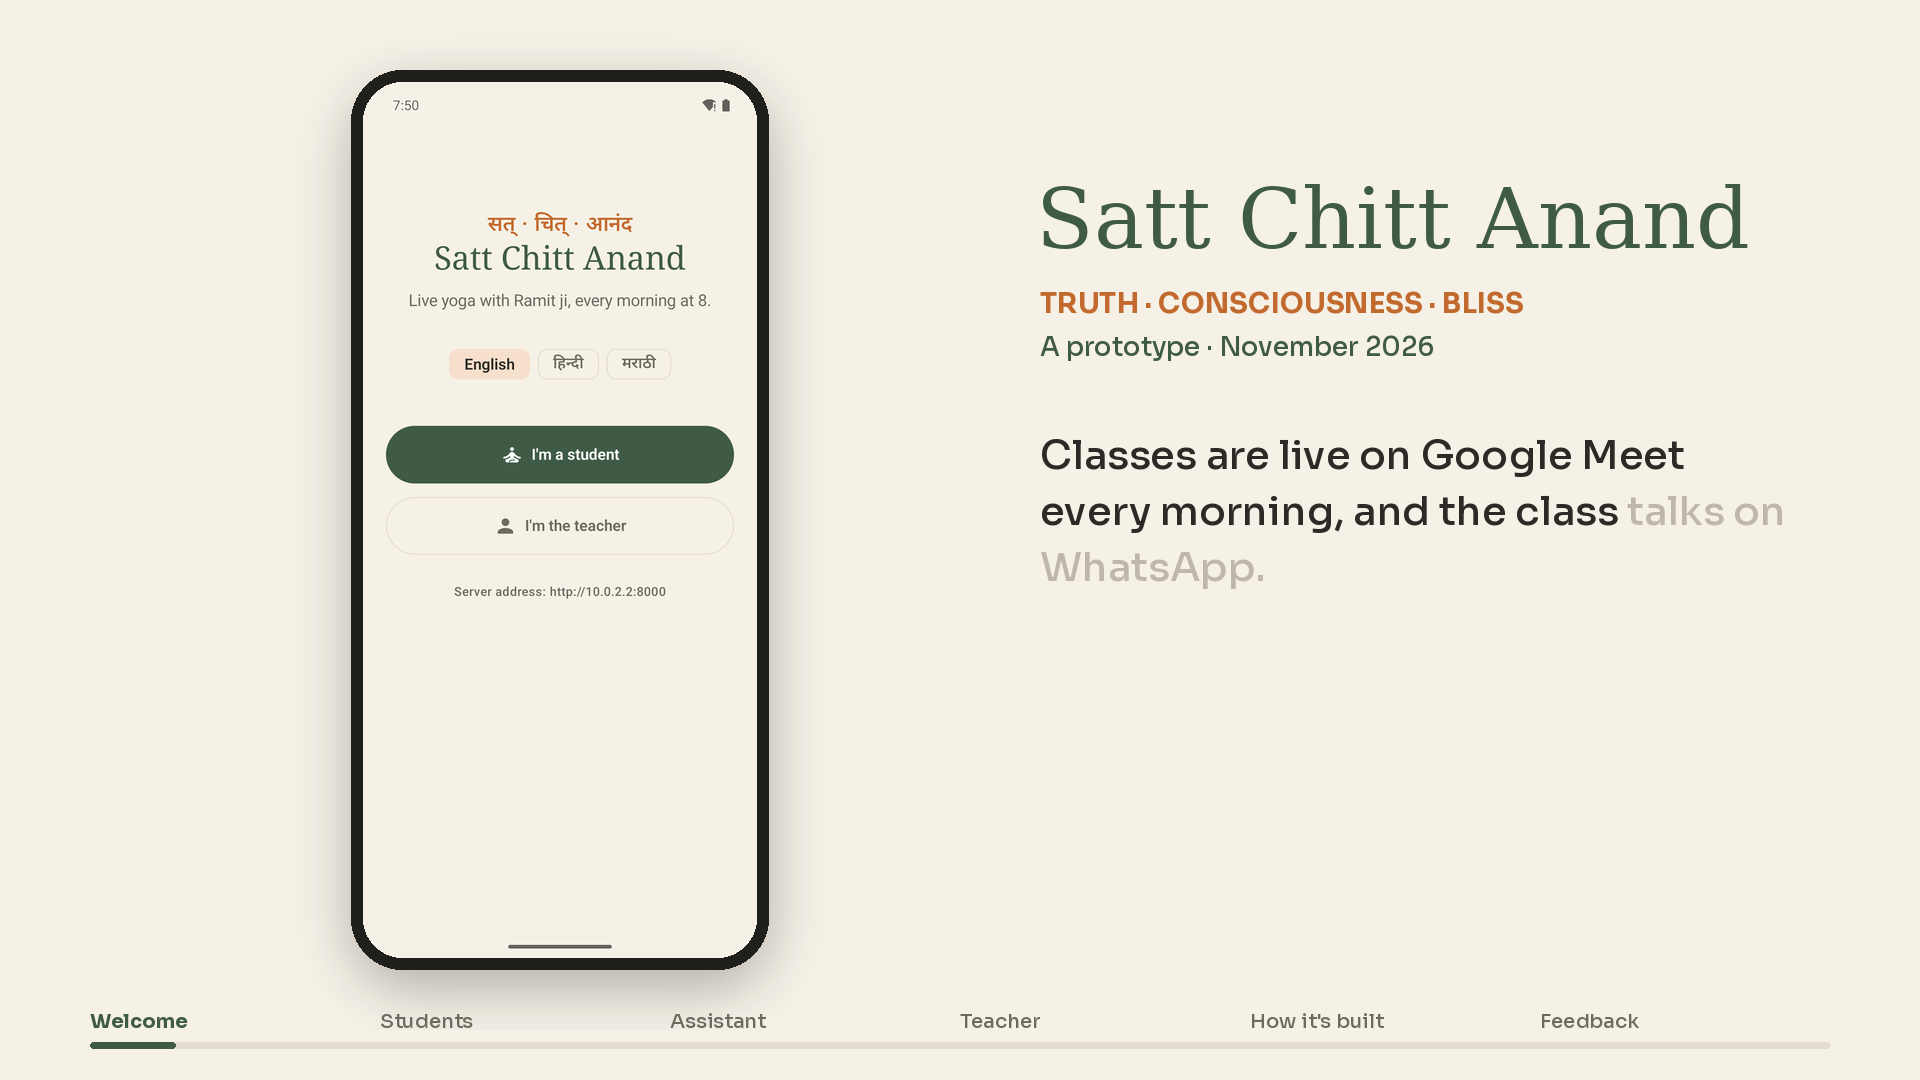 7:50
सत् · चित् · आनंद
Satt Chitt Anand
Live yoga with Ramit ji, every morning at 8.
English
हिन्दी
मराठी
I'm a student
I'm the teacher
Server address: http://10.0.2.2:8000
Satt Chitt Anand
TRUTH · CONSCIOUSNESS · BLISS
A prototype · November 2026
Classes are live on Google Meet
every morning, and the class talks on
WhatsApp.
Welcome
Students
Assistant
Teacher
How it's built
Feedback